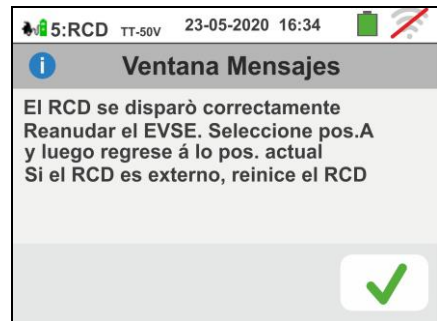 5:RCD TT-50V 23-05-2020 16:34
Ventana Mensajes
El RCD se disparò correctamente
Reanudar el EVSE. Seleccione pos.A
y luego regrese á lo pos. actual
Si el RCD es externo, reinice el RCD